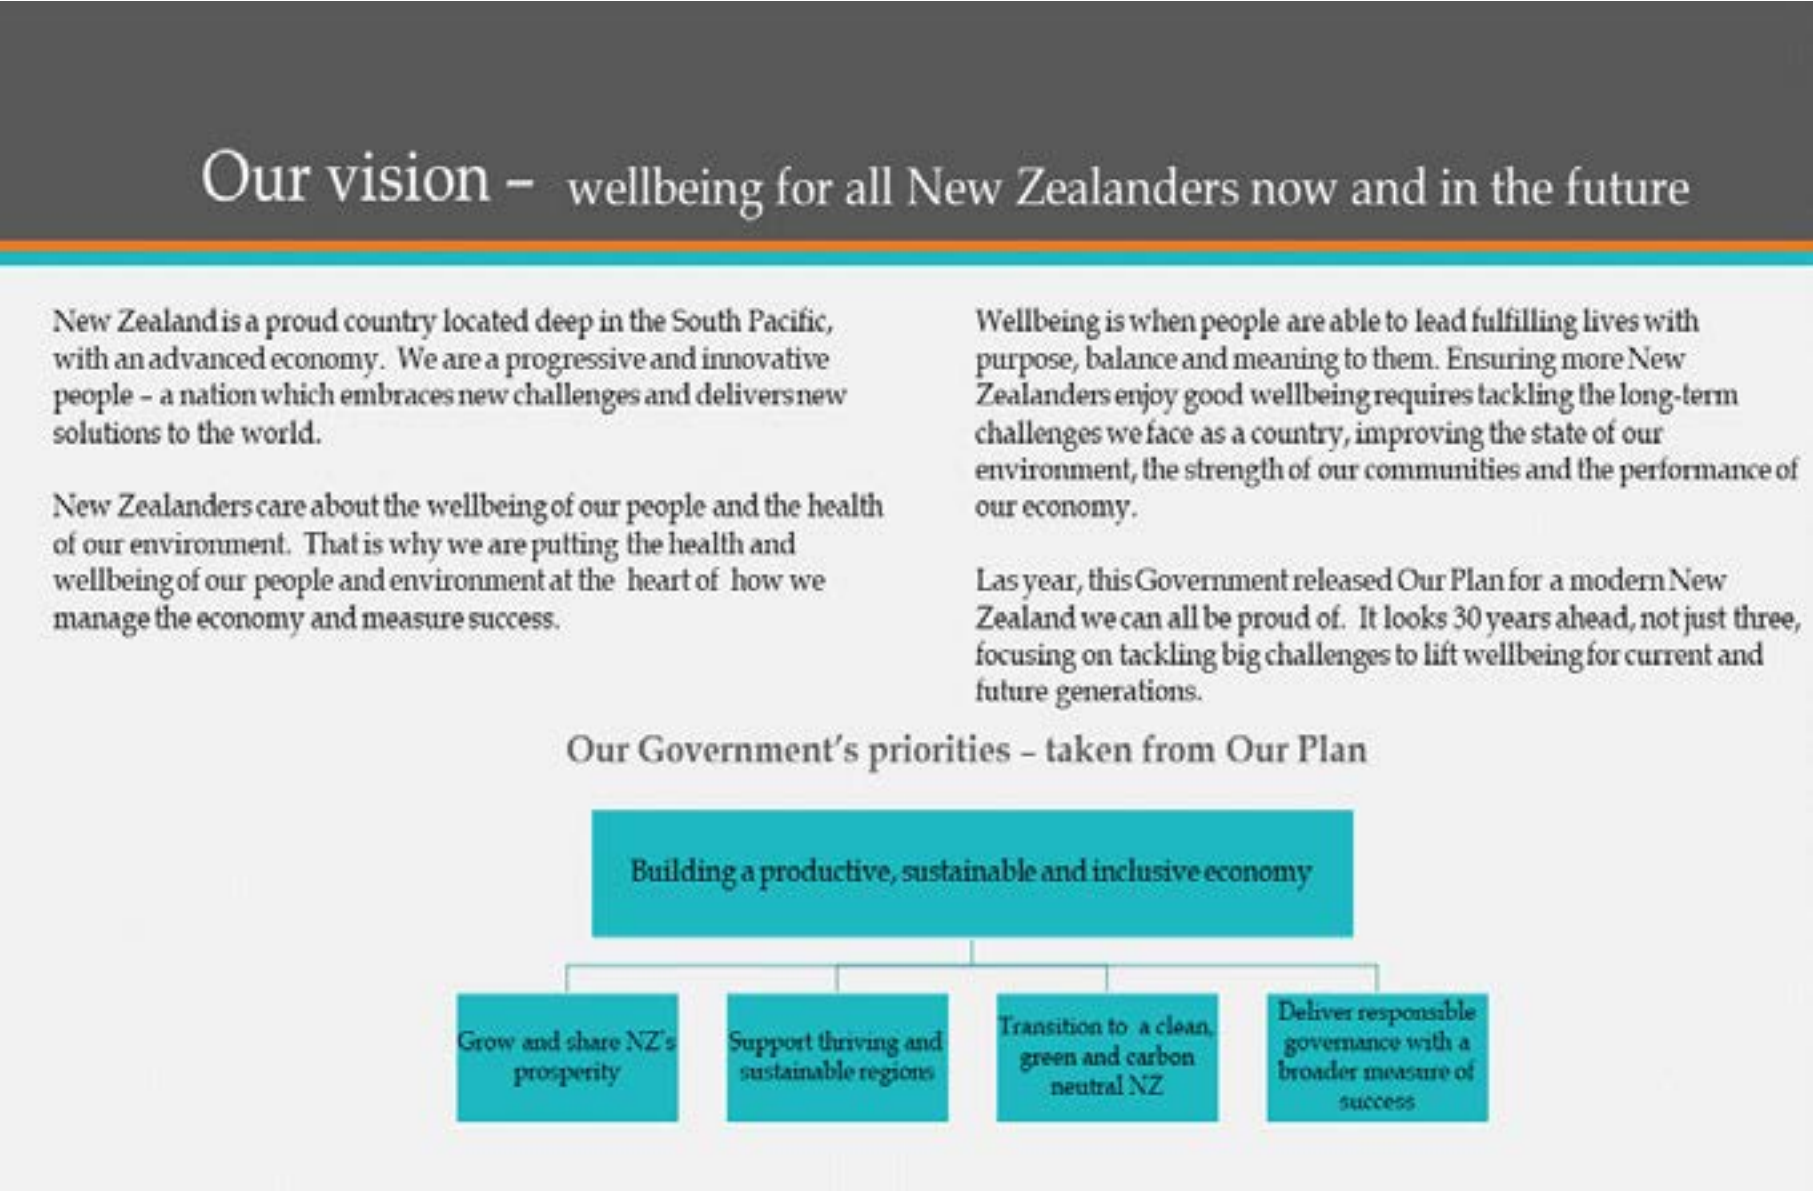 Our vision – wellbeing for all New Zealanders now and in the future
New Zealand is a proud country located deep in the South Pacific,
with an advanced economy. We are a progressive and innovative
people – a nation which embraces new challenges and delivers new
solutions to the world.
New Zealanders care about the wellbeing of our people and the health
of our environment. That is why we are putting the health and
wellbeing of our people and environment at the heart of how we
manage the economy and measure success.
Wellbeing is when people are able to lead fulfilling lives with
purpose, balance and meaning to them. Ensuring more New
Zealanders enjoy good wellbeing requires tackling the long-term
challenges we face as a country, improving the state of our
environment, the strength of our communities and the performance of
our economy.
Las year, this Government released Our Plan for a modern New
Zealand we can all be proud of. It looks 30 years ahead, not just three,
focusing on tackling big challenges to lift wellbeing for current and
future generations.
Our Government's priorities – taken from Our Plan
Building a productive, sustainable and inclusive economy
Grow and share NZ's
prosperity
Support thriving and
sustainable regions
Transition to a clean,
green and carbon
neutral NZ
Deliver responsible
governance with a
broader measure of
success